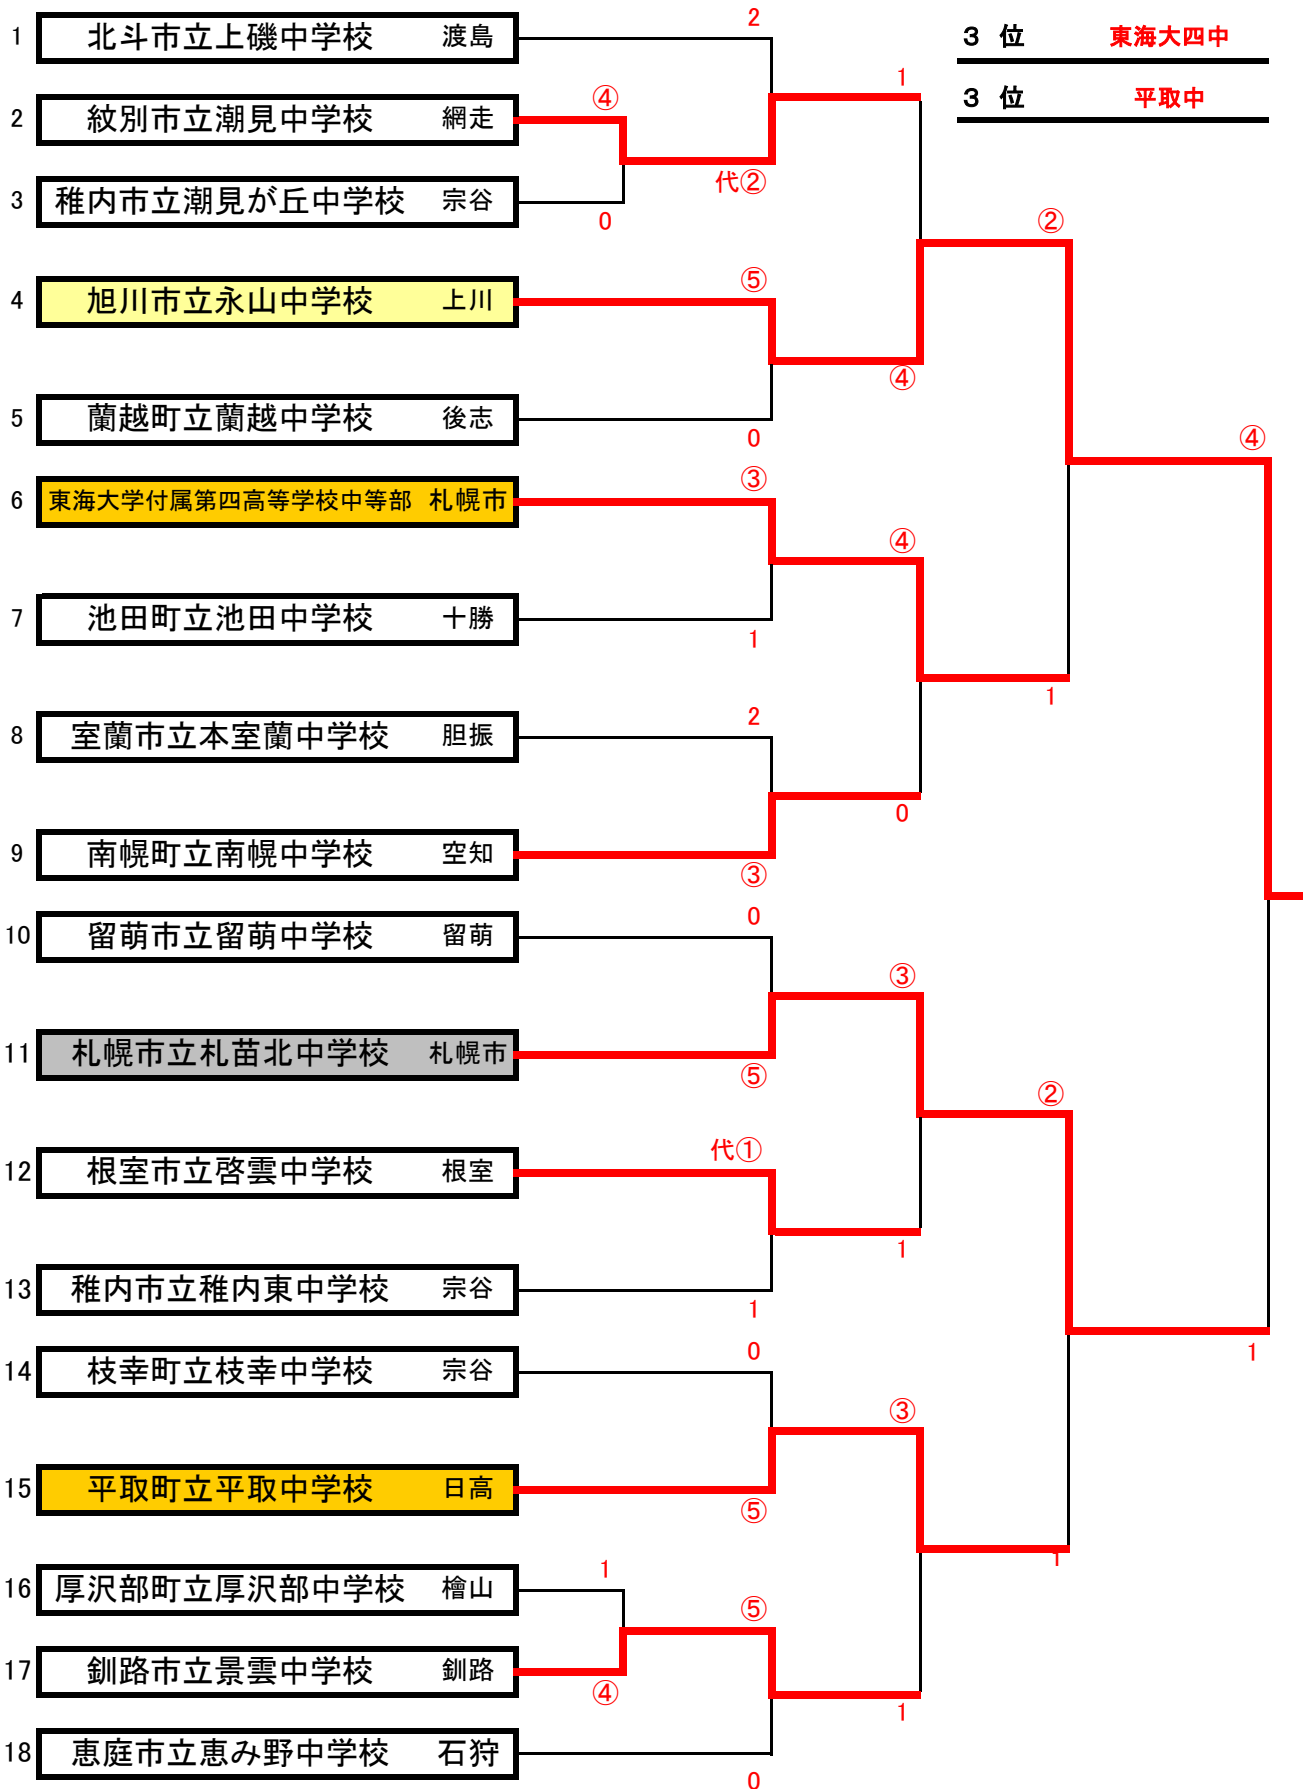 3 位 東海大四中
3 位 平取中
1 北斗市立上磯中学校 渡島
2
1
2 紋別市立潮見中学校 網走
④
代②
3 稚内市立潮見が丘中学校 宗谷
0
②
4 旭川市立永山中学校 上川
⑤
④
5 蘭越町立蘭越中学校 後志
0
④
6 東海大学付属第四高等学校中等部 札幌市
③
④
7 池田町立池田中学校 十勝
1
1
8 室蘭市立本室蘭中学校 胆振
2
0
9 南幌町立南幌中学校 空知
③
10 留萌市立留萌中学校 留萌
0
③
11 札幌市立札苗北中学校 札幌市
⑤
②
12 根室市立啓雲中学校 根室
代①
1
13 稚内市立稚内東中学校 宗谷
1
1
14 枝幸町立枝幸中学校 宗谷
0
③
15 平取町立平取中学校 日高
⑤
1
16 厚沢部町立厚沢部中学校 檜山
1
⑤
17 釧路市立景雲中学校 釧路
④
1
18 恵庭市立恵み野中学校 石狩
0